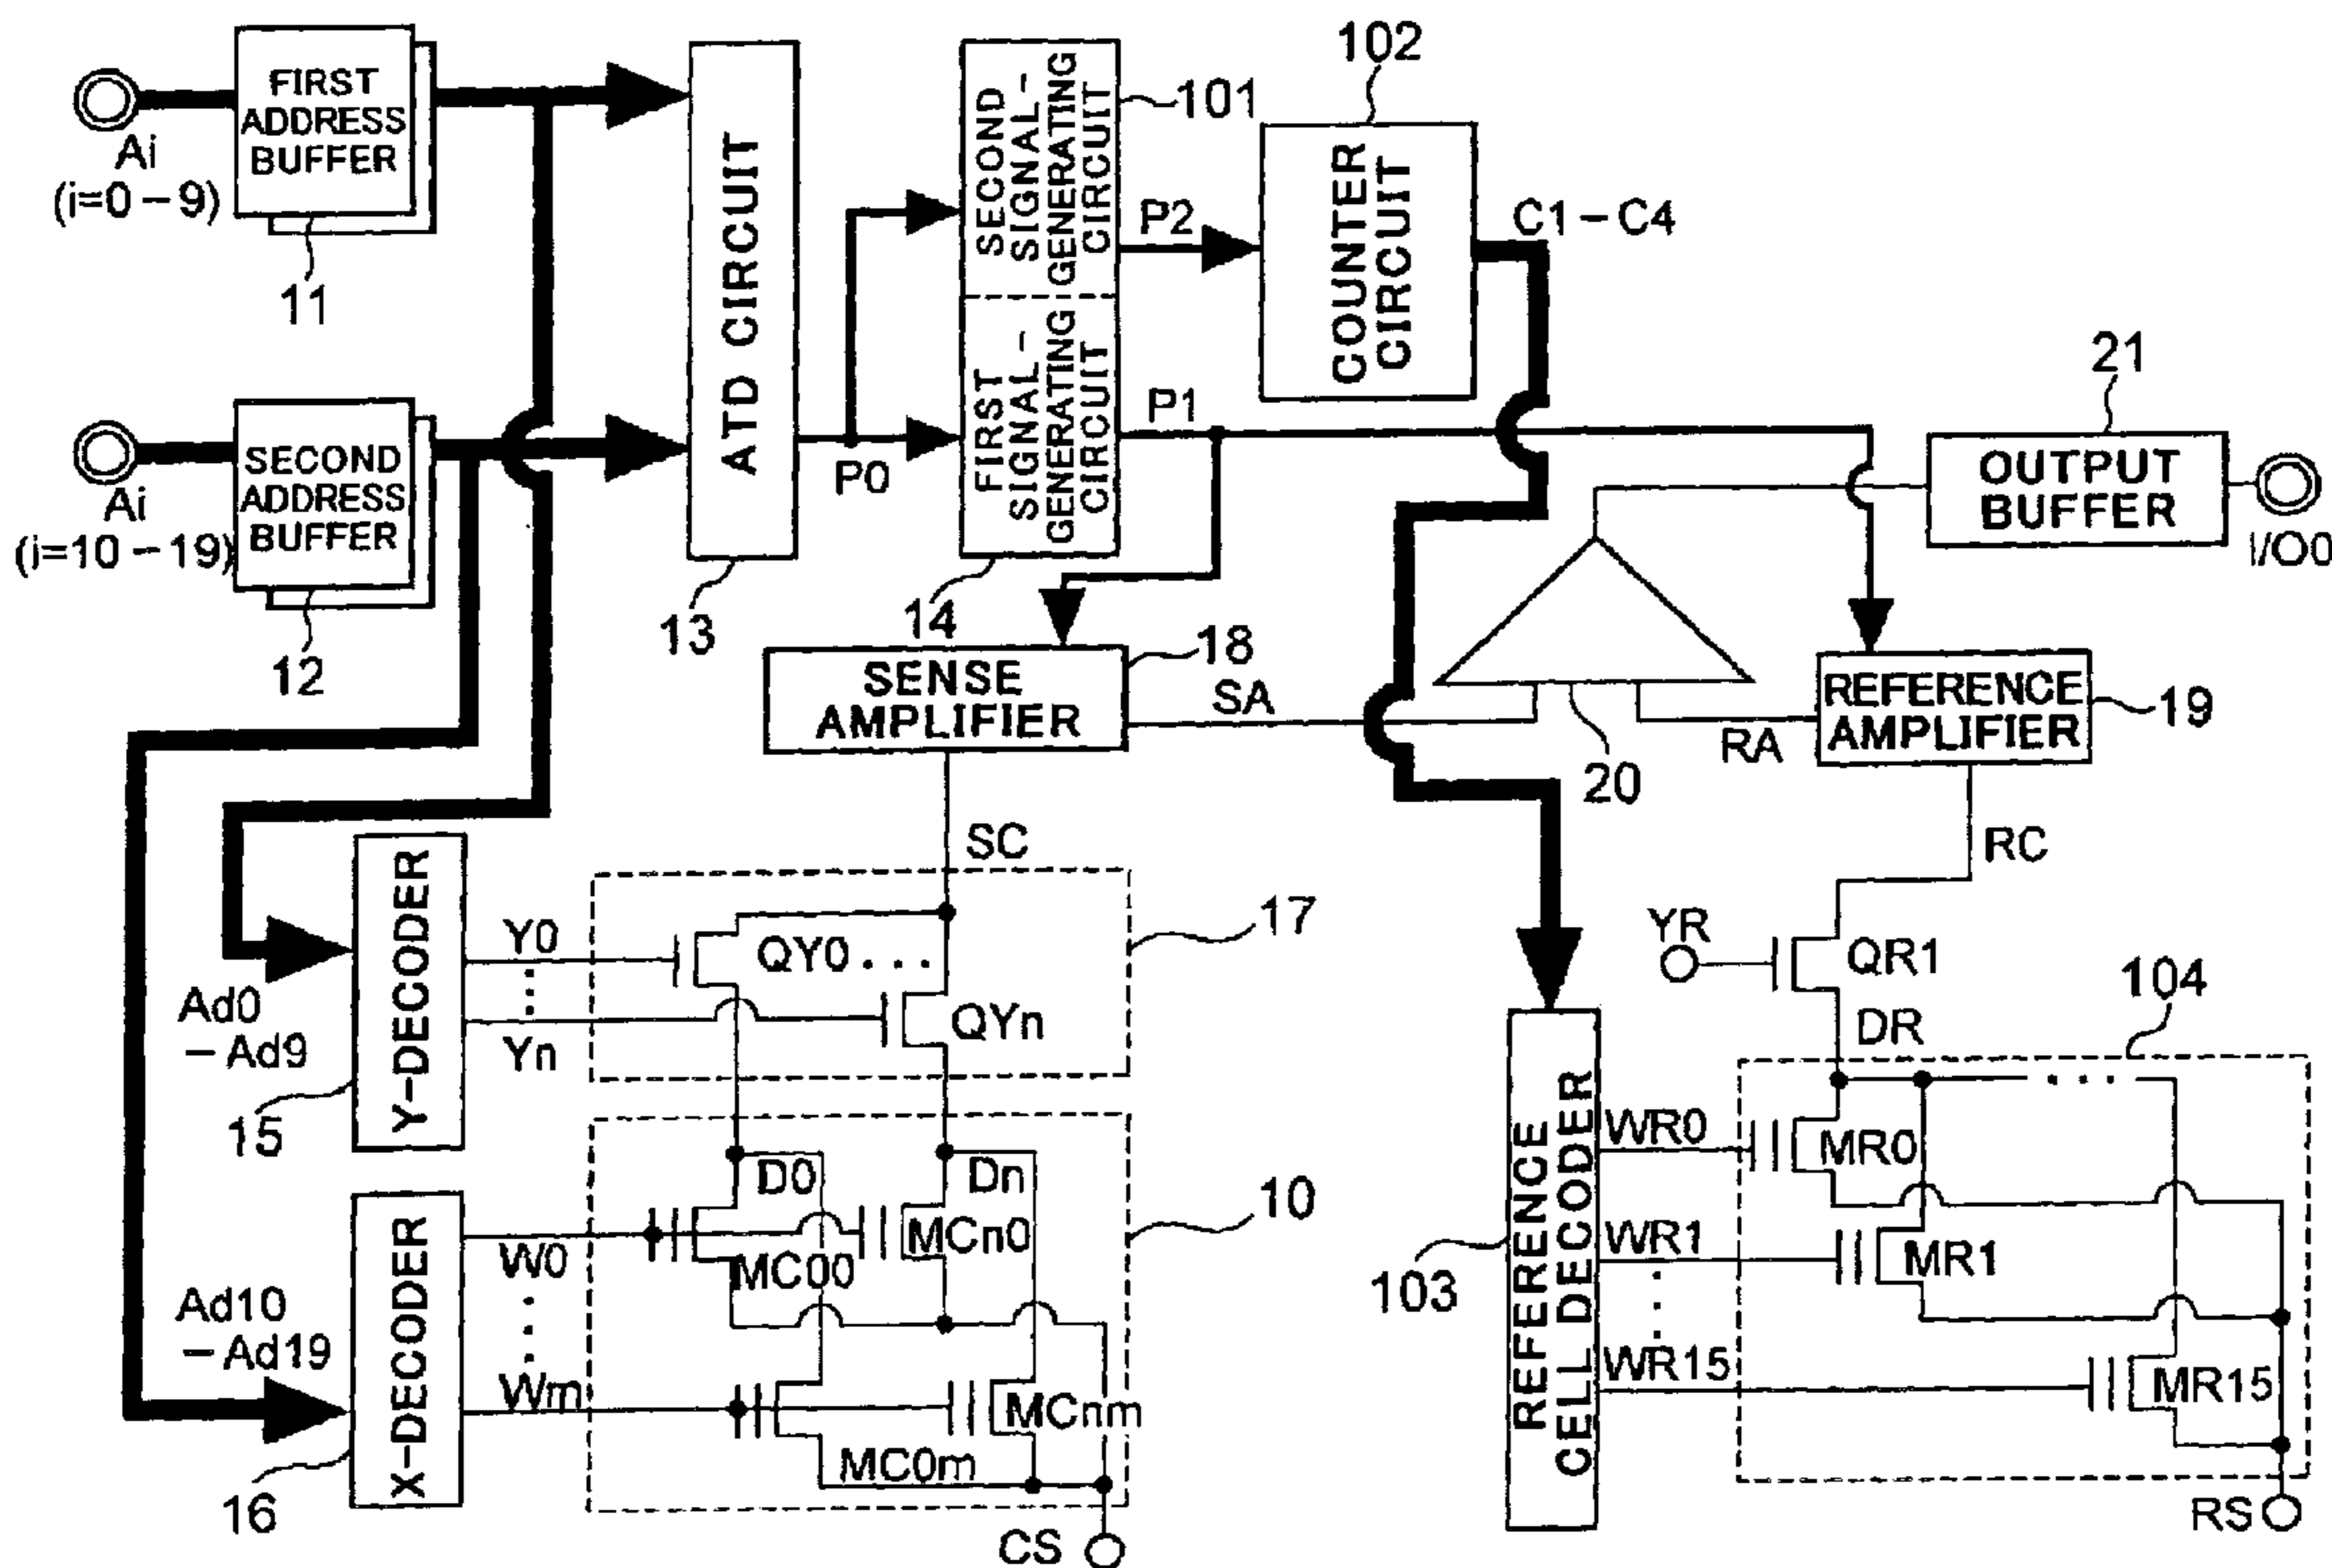 FIRST
ADDRESS
BUFFER
Ai
(i=0 – 9)
11
SECOND
ADDRESS
BUFFER
Ai
(i=10 – 19)
12
ATD CIRCUIT
13
P0
SECOND
SIGNAL-
GENERATING
CIRCUIT
101
FIRST
SIGNAL-
GENERATING
CIRCUIT
14
P2
P1
102
COUNTER
CIRCUIT
C1 – C4
21
OUTPUT
BUFFER
I/O0
SENSE
AMPLIFIER
18
SA
20
RA
REFERENCE
AMPLIFIER
19
SC
RC
Y-DECODER
15
Ad0
– Ad9
Y0
Yn
QY0 . . .
QYn
17
YR
QR1
DR
104
X-DECODER
16
Ad10
– Ad19
W0
Wm
D0
Dn
MC00
MCn0
MC0m
MCnm
10
CS
REFERENCE
CELL DECODER
103
WR0
WR1
WR15
MR0
MR1
MR15
RS